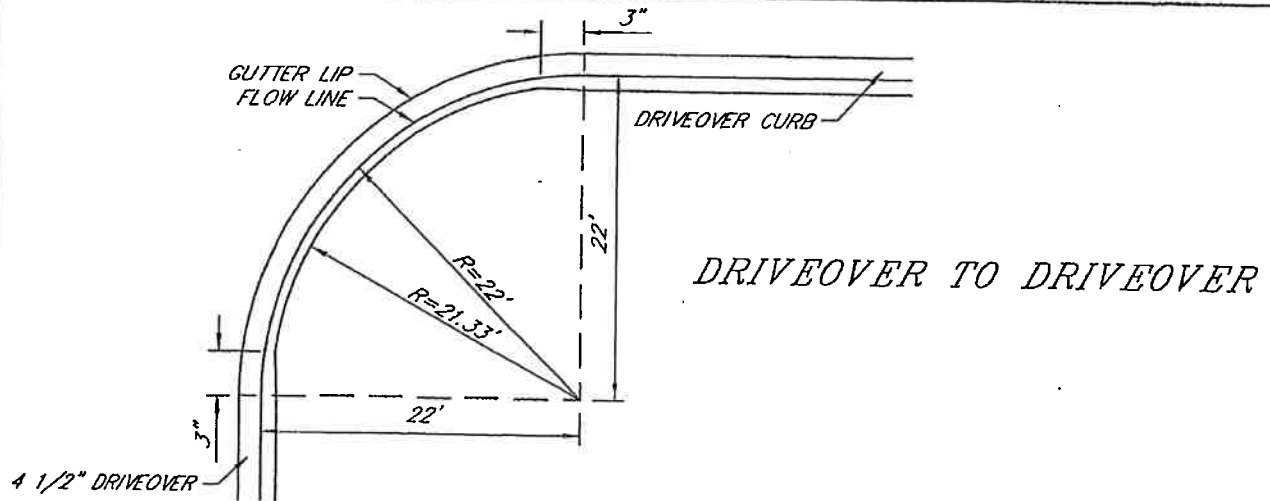 3"
GUTTER LIP
FLOW LINE
DRIVEOVER CURB
22'
R=22'
R=21.33'
DRIVEOVER TO DRIVEOVER
3"
22'
4 1/2" DRIVEOVER